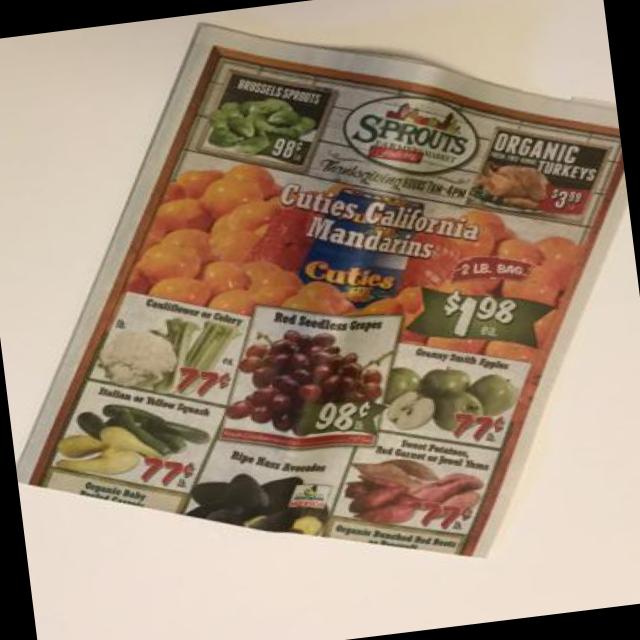 BRUSSELS SPROUTS
98¢
SPROUTS
FARMERS MARKET
ORGANIC
TURKEYS
$3.99
Thanksgiving
Cuties California
Mandarins
Cuties
2 LB. BAG
$1.98
ea.
Cauliflower or Celery
lb.
ea.
77¢
Red Seedless Grapes
98¢
lb.
Granny Smith Apples
77¢
lb.
Italian or Yellow Squash
77¢
lb.
Ripe Hass Avocados
Sweet Potatoes,
Red Garnet or Jewel Yams
77¢
lb.
Organic Baby
Organic Bunched Red Beets